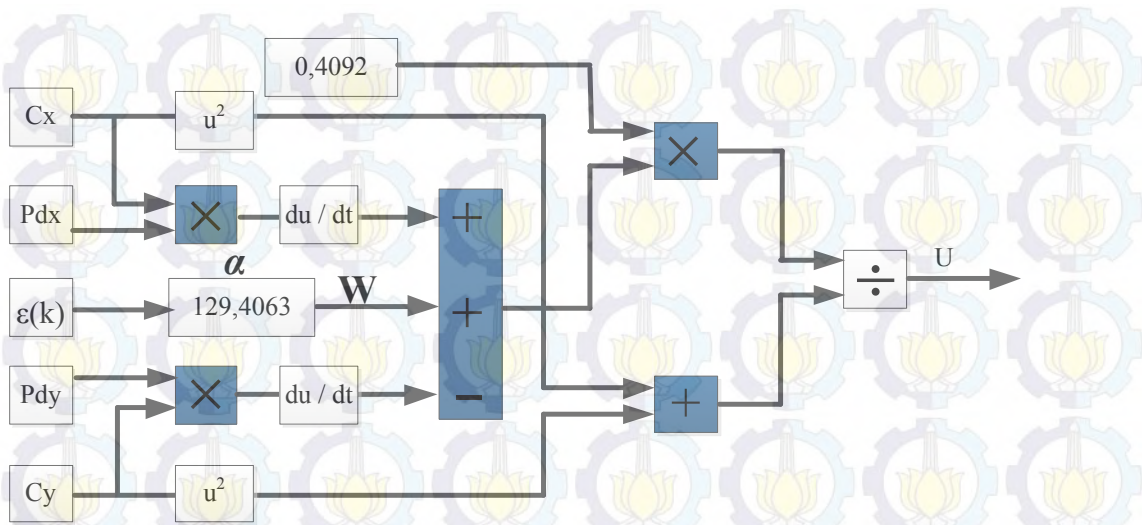 0,4092
Cx
u²
×
Pdx
×
du / dt
+
α
ε(k)
129,4063
W
+
÷
U
Pdy
×
du / dt
−
+
Cy
u²